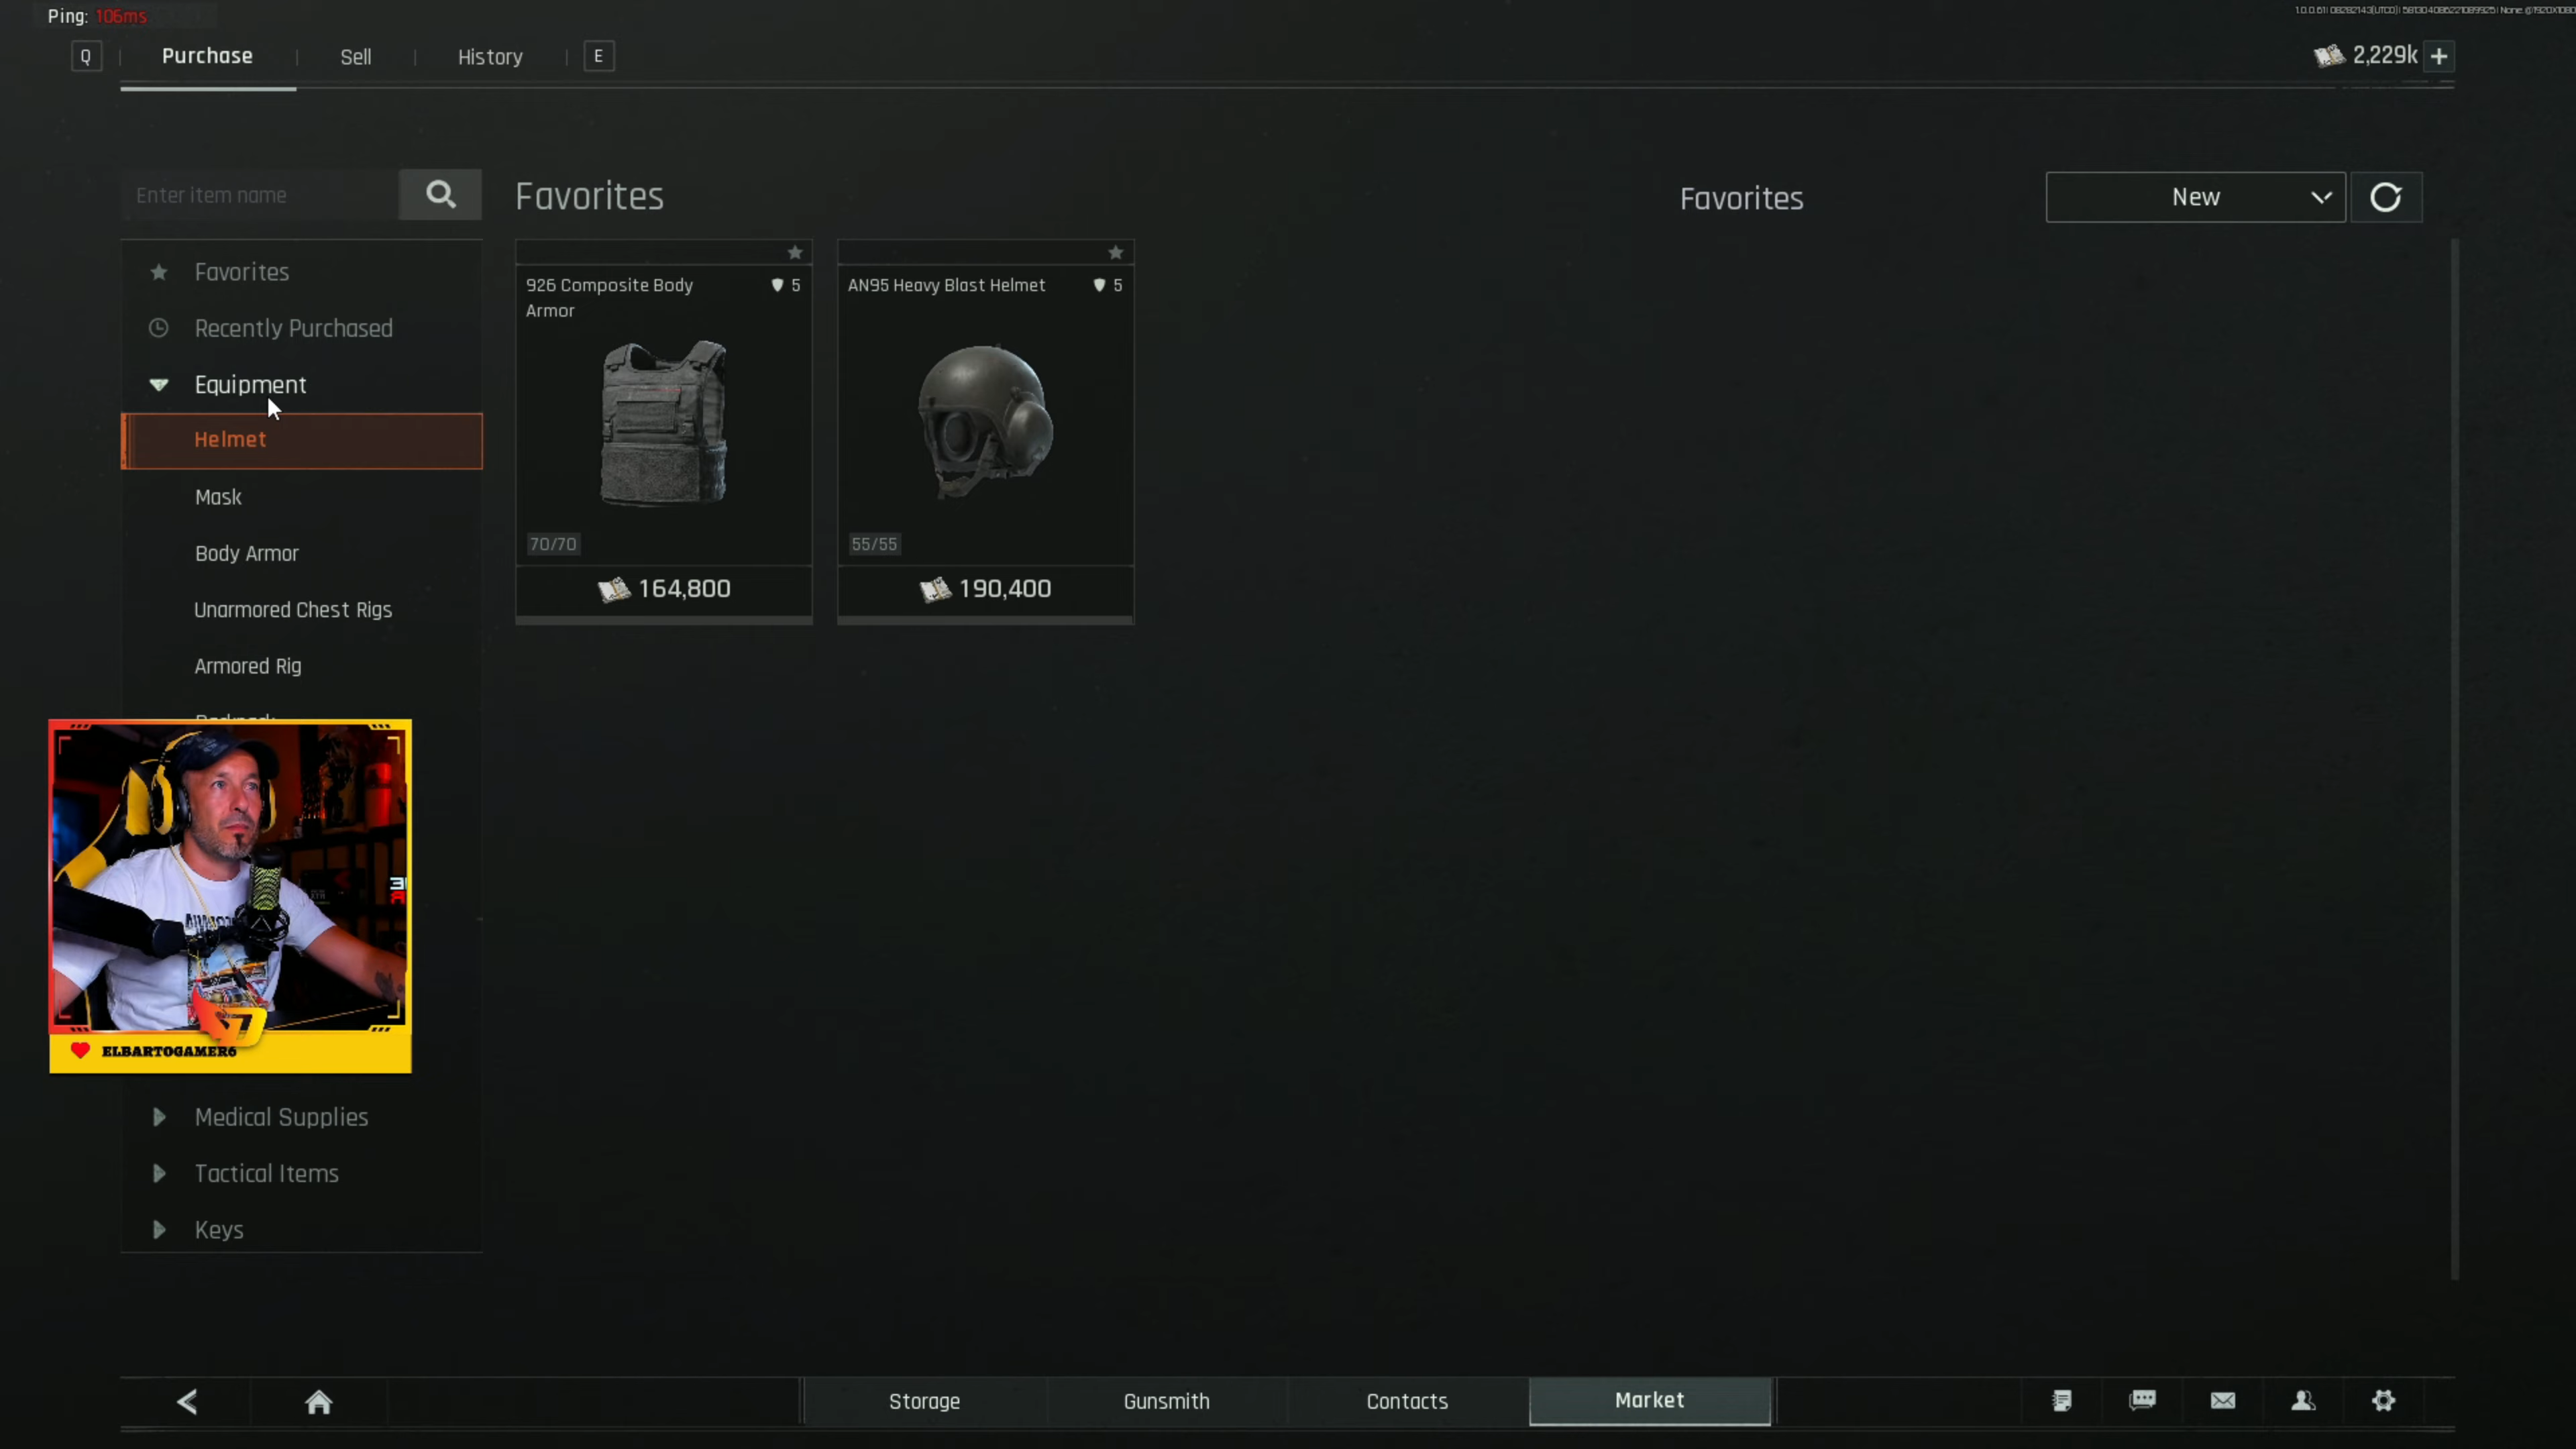 Ping: 106ms
Q
Purchase
Sell
History
E
2,229k
Enter item name
Favorites
Favorites
New
Favorites
Recently Purchased
Equipment
Helmet
Mask
Body Armor
Unarmored Chest Rigs
Armored Rig
926 Composite Body
Armor
5
70/70
164,800
AN95 Heavy Blast Helmet
5
55/55
190,400
ELBARTOGAMER6
Medical Supplies
Tactical Items
Keys
Storage
Gunsmith
Contacts
Market